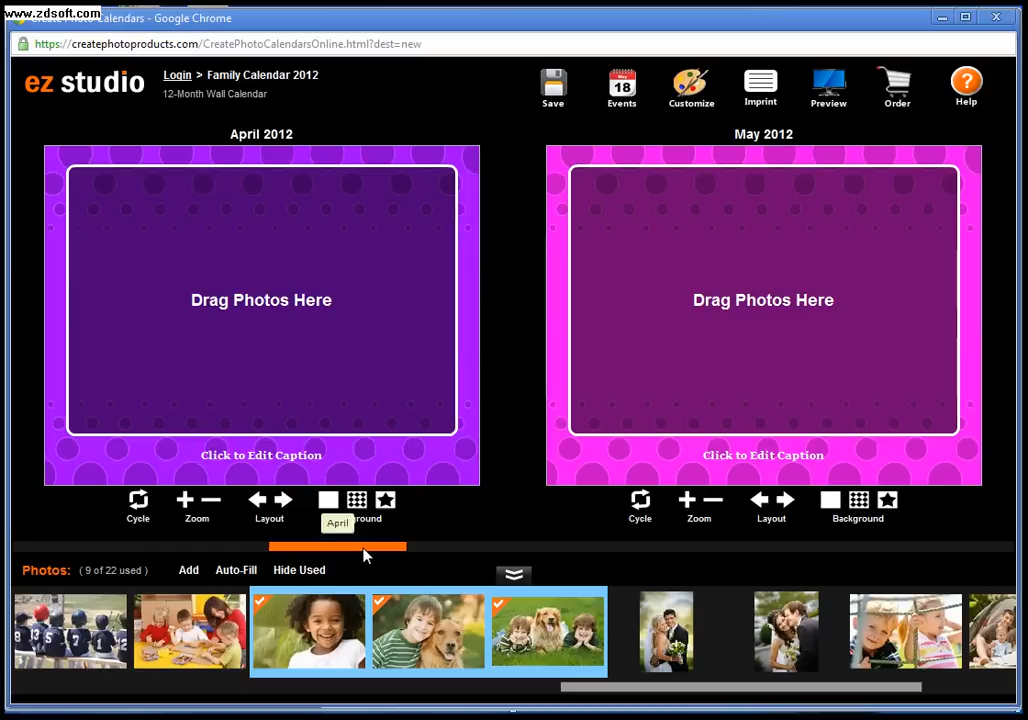 www.zdsoft.com
Create Photo Calendars - Google Chrome
https://createphotoproducts.com/CreatePhotoCalendarsOnline.html?dest=new
ez studio
Login > Family Calendar 2012
12-Month Wall Calendar
May
18
?
Save
Events
Customize
Imprint
Preview
Order
Help
April 2012
May 2012
Drag Photos Here
Drag Photos Here
Click to Edit Caption
Click to Edit Caption
Cycle
Zoom
Layout
Cycle
Zoom
Layout
Background
April
Photos: ( 9 of 22 used ) Add Auto-Fill Hide Used